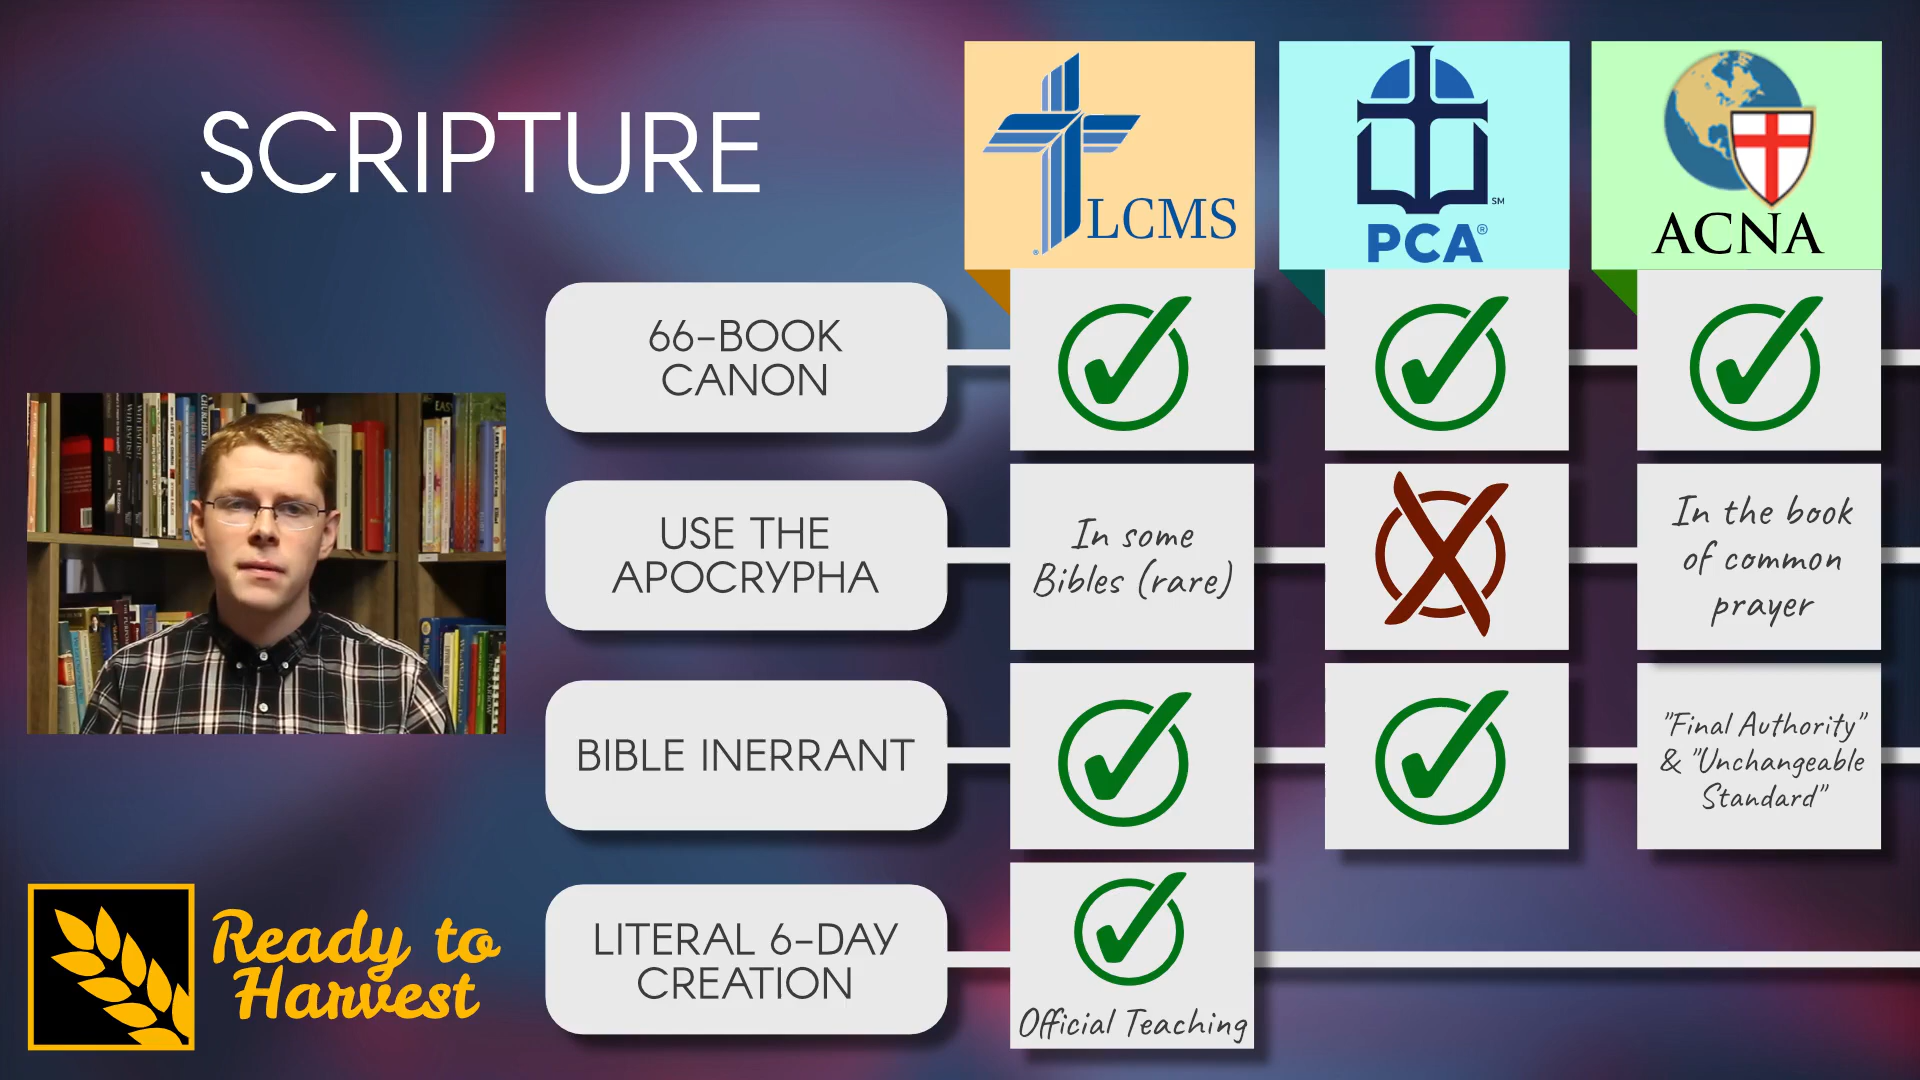 SCRIPTURE
LCMS
PCA
ACNA
66-BOOK
CANON
USE THE
APOCRYPHA
In some
Bibles (rare)
In the book
of common
prayer
BIBLE INERRANT
"Final Authority"
& "Unchangeable
Standard"
LITERAL 6-DAY
CREATION
Official Teaching
Ready to
Harvest